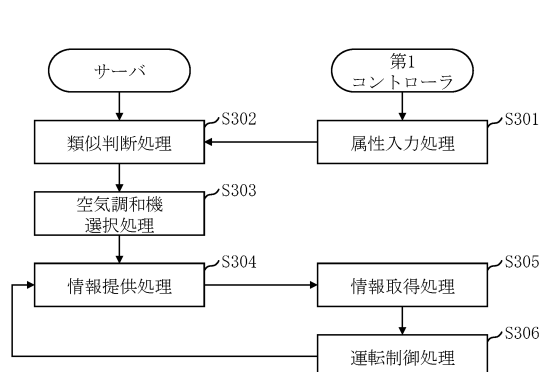 サーバ
第1
コントローラ
S302
類似判断処理
S301
属性入力処理
S303
空気調和機
選択処理
S304
情報提供処理
S305
情報取得処理
S306
運転制御処理